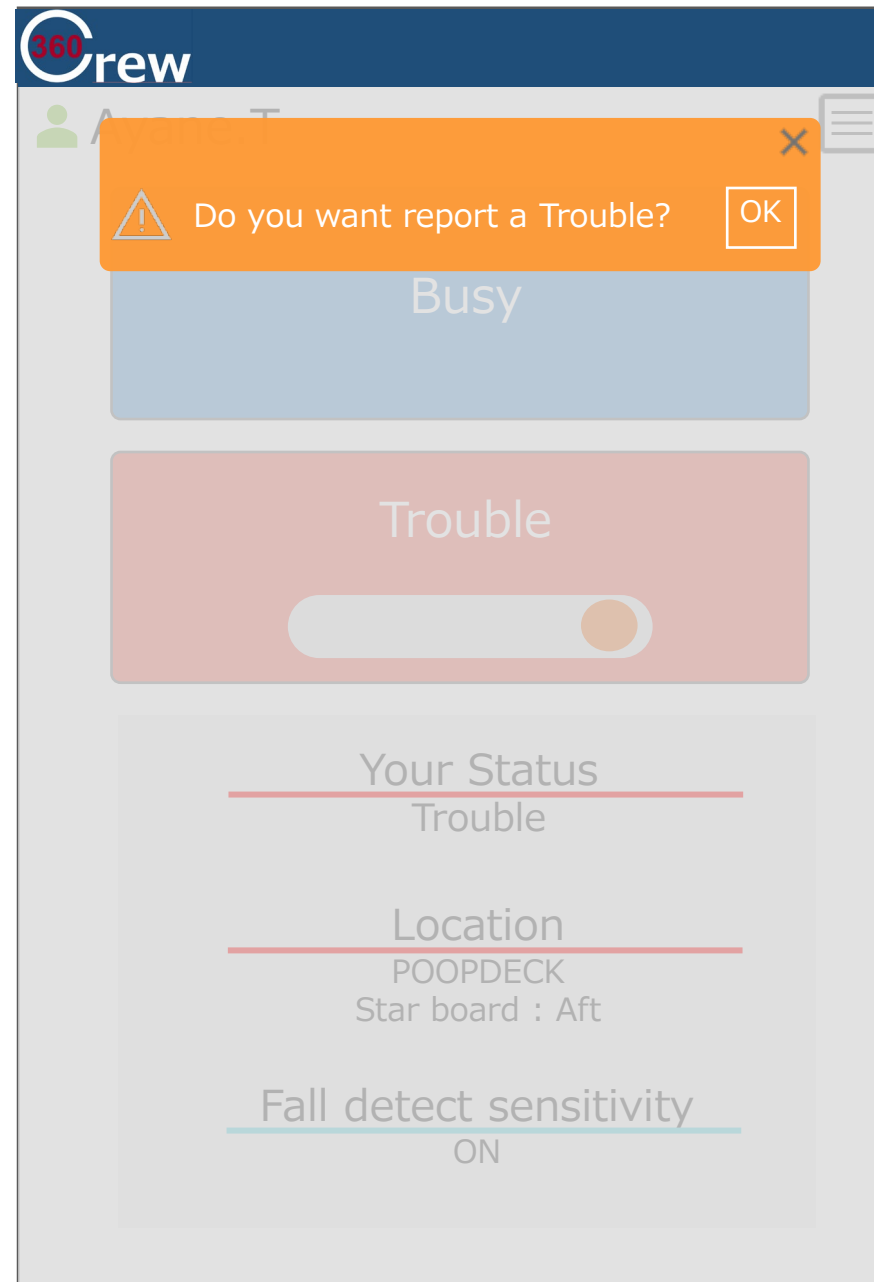 360
Crew
Ayane.T
Do you want report a Trouble?
OK
Busy
Trouble
Your Status
Trouble
Location
POOPDECK
Star board : Aft
Fall detect sensitivity
ON